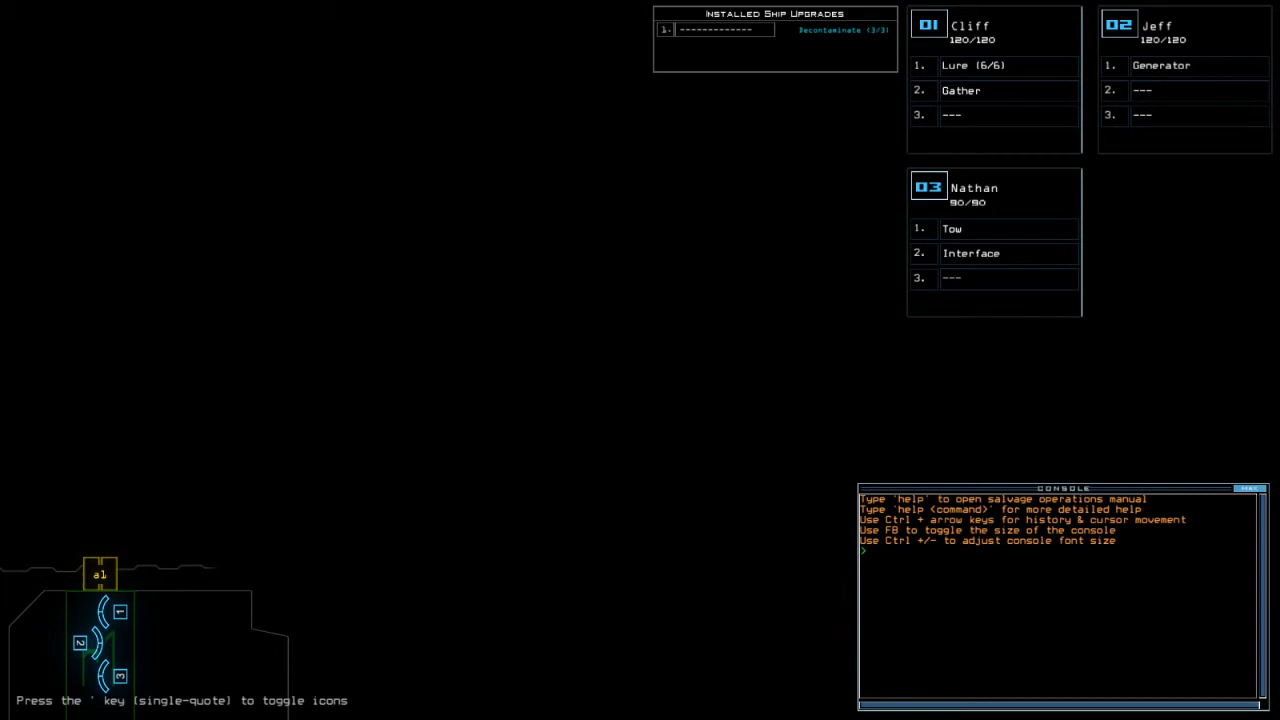 INSTALLED SHIP UPGRADES
1. ------------- Decontaminate (3/3)
01 Cliff
120/120
1. Lure (6/6)
2. Gather
3. ---
02 Jeff
120/120
1. Generator
2. ---
3. ---
03 Nathan
90/90
1. Tow
2. Interface
3. ---
CONSOLE
Type 'help' to open salvage operations manual
Type 'help <command>' for more detailed help
Use Ctrl + arrow keys for history & cursor movement
Use F8 to toggle the size of the console
Use Ctrl +/- to adjust console font size
>
a1
1
2
3
Press the ' key (single-quote) to toggle icons